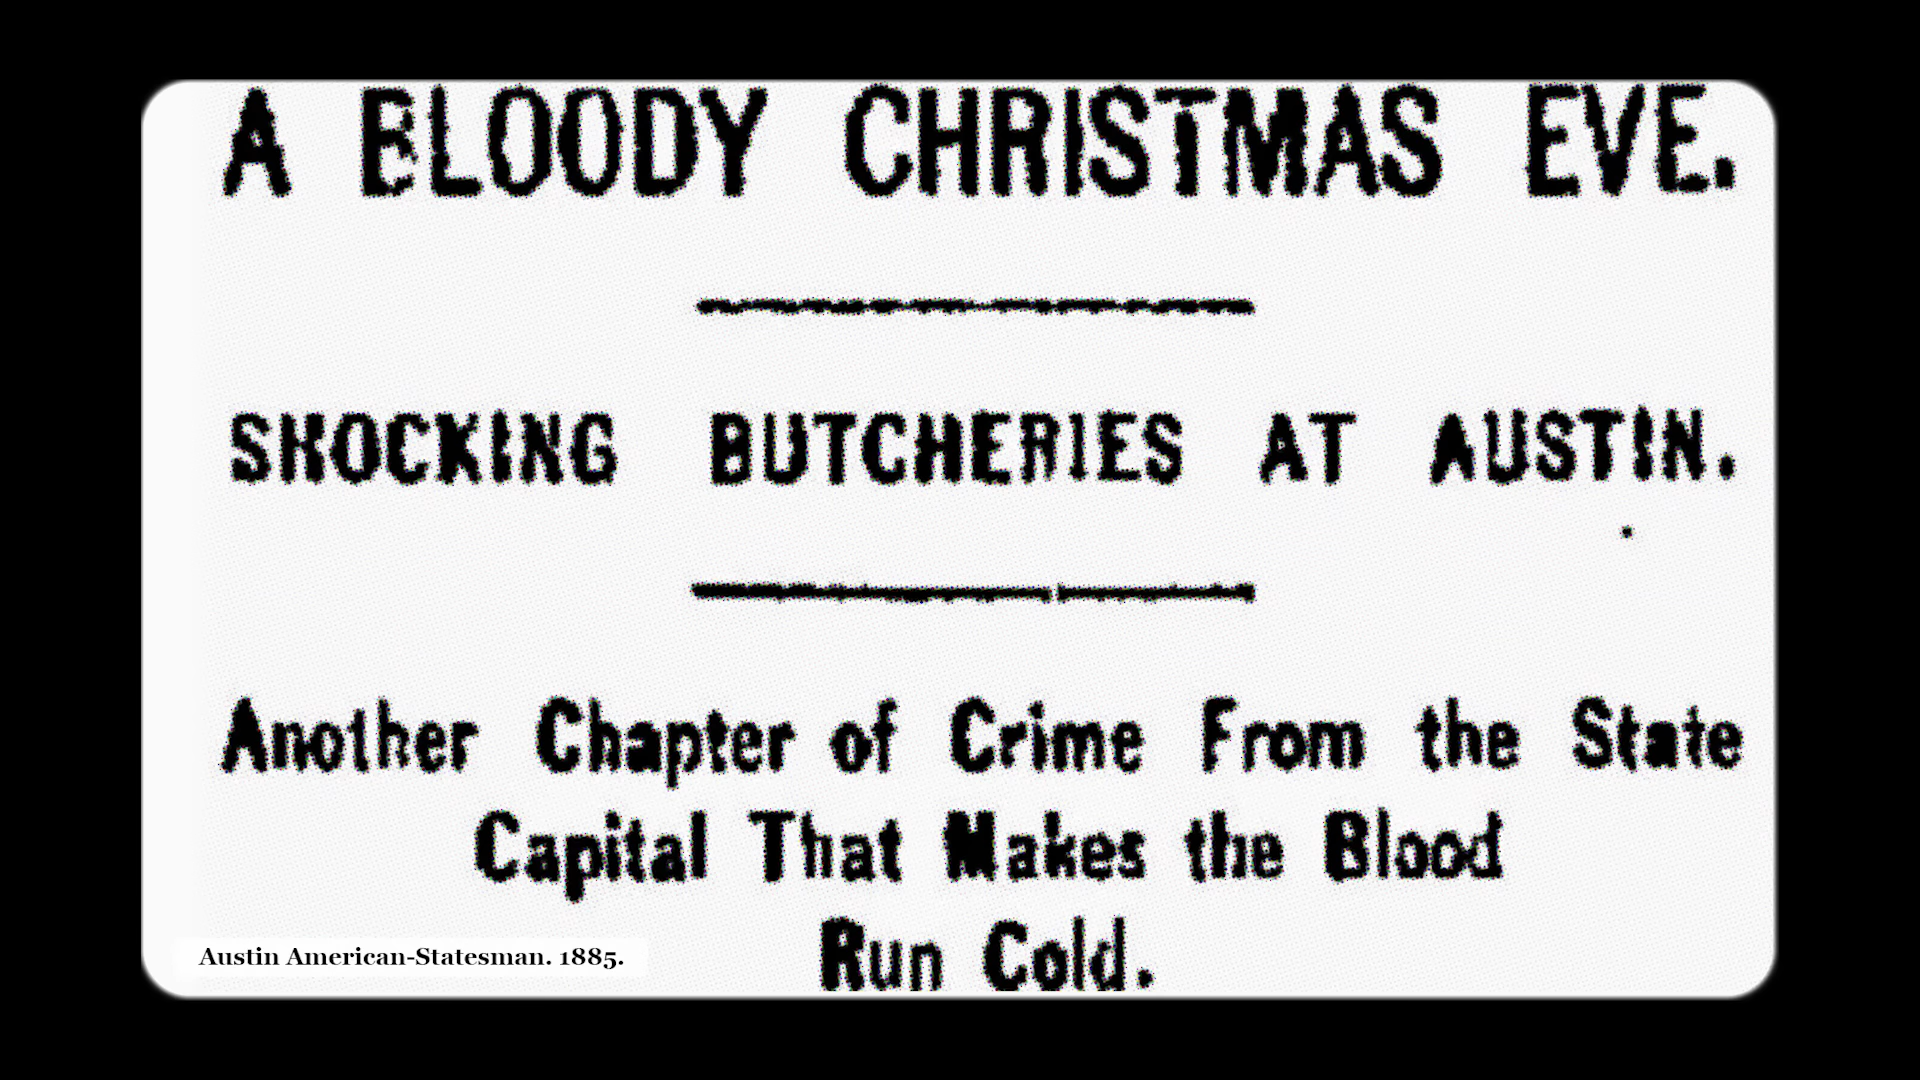 A BLOODY CHRISTMAS EVE.
SHOCKING BUTCHERIES AT AUSTIN.
Another Chapter of Crime From the State
Capital That Makes the Blood
Run Cold.
Austin American-Statesman. 1885.